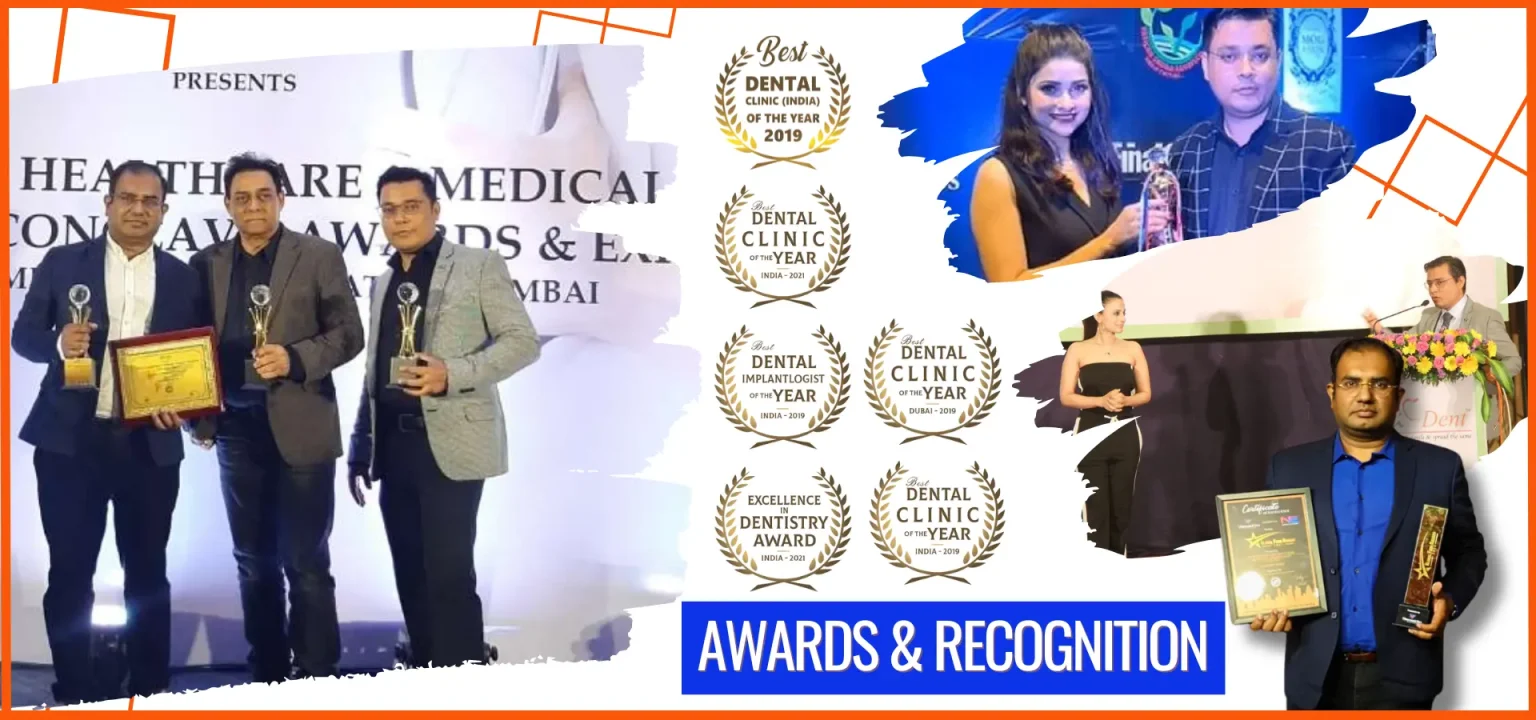 PRESENTS
HEALTHCARE & MEDICAL
CONCLAVE AWARDS & EX
MBAI
Best
DENTAL
CLINIC (INDIA)
OF THE YEAR
2019
Best
DENTAL
CLINIC
OF THE YEAR
INDIA - 2021
Best
DENTAL
IMPLANTLOGIST
OF THE YEAR
INDIA - 2019
Best
DENTAL
CLINIC
OF THE YEAR
DUBAI - 2019
EXCELLENCE
IN
DENTISTRY
AWARD
INDIA - 2021
Best
DENTAL
CLINIC
OF THE YEAR
INDIA - 2019
AWARDS & RECOGNITION
Dent
Certificate